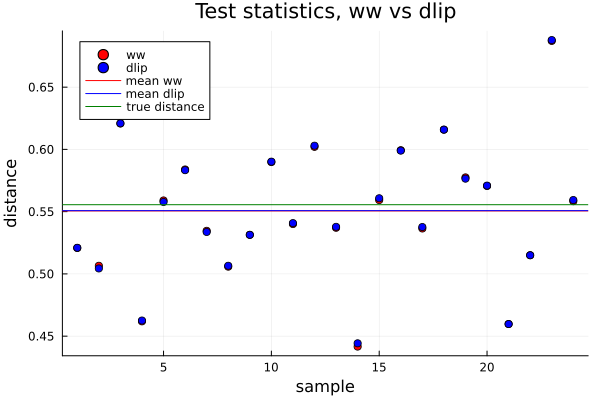 Test statistics, ww vs dlip
ww
dlip
mean ww
mean dlip
true distance
distance
0.65
0.60
0.55
0.50
0.45
5
10
15
20
sample